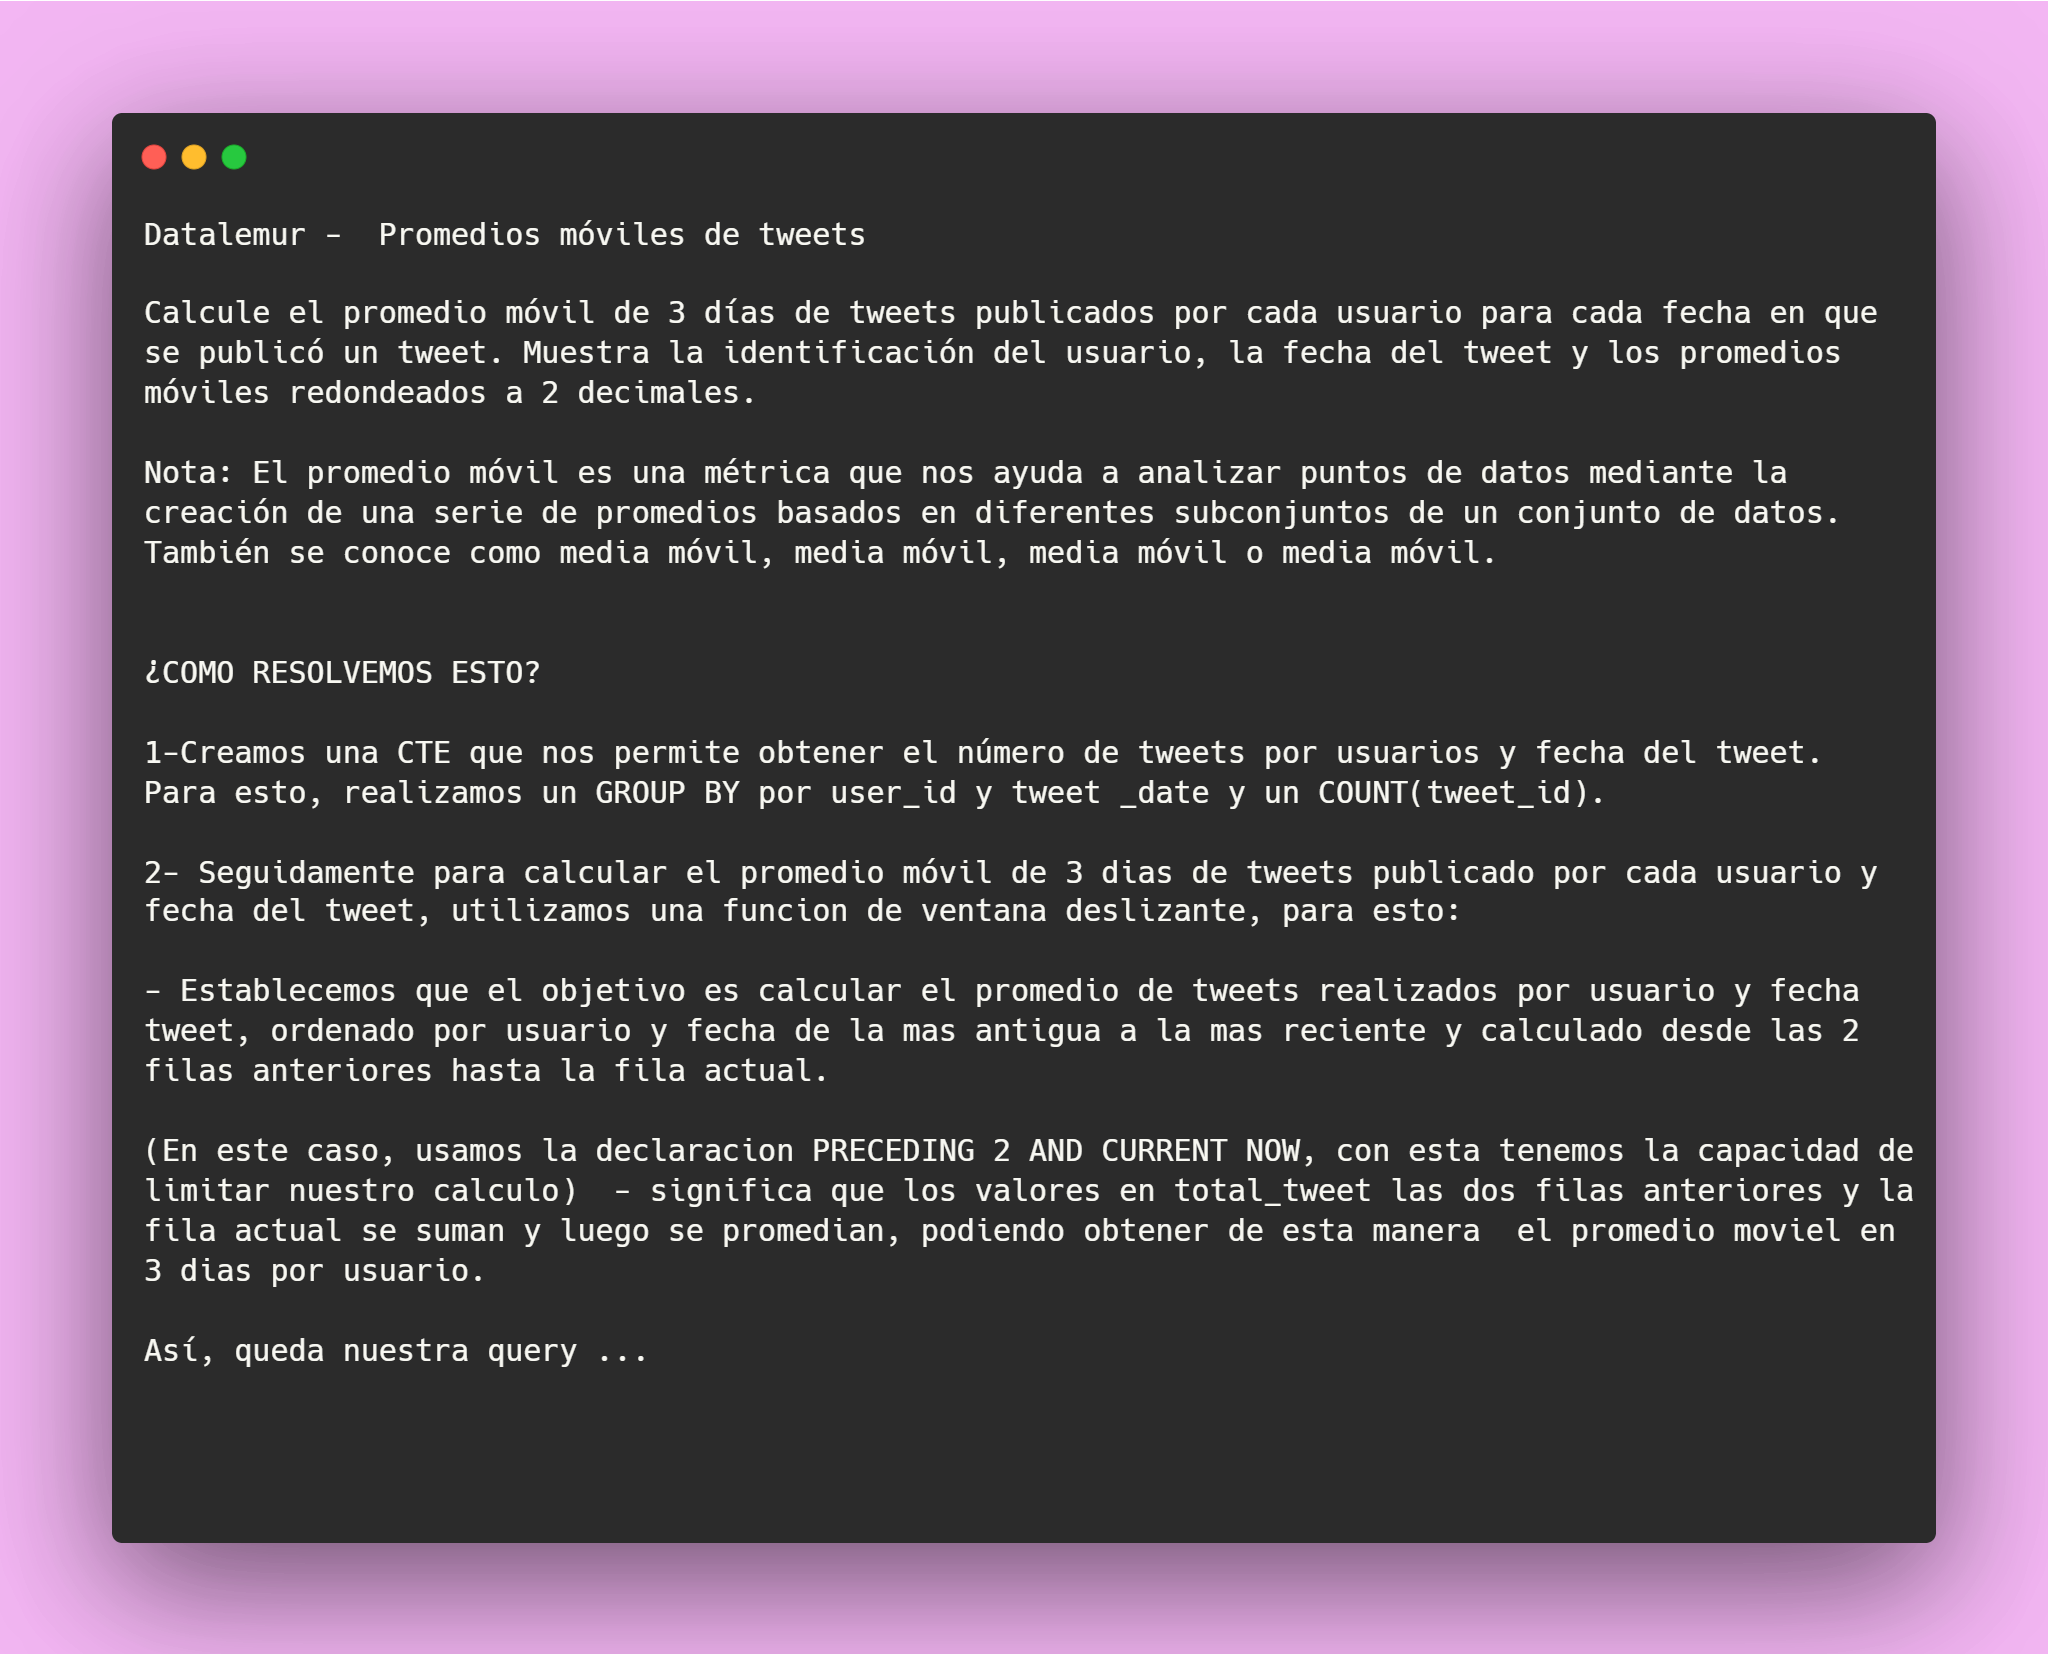 Datalemur -  Promedios móviles de tweets
Calcule el promedio móvil de 3 días de tweets publicados por cada usuario para cada fecha en que
se publicó un tweet. Muestra la identificación del usuario, la fecha del tweet y los promedios
móviles redondeados a 2 decimales.
Nota: El promedio móvil es una métrica que nos ayuda a analizar puntos de datos mediante la
creación de una serie de promedios basados en diferentes subconjuntos de un conjunto de datos.
También se conoce como media móvil, media móvil, media móvil o media móvil.
¿COMO RESOLVEMOS ESTO?
1-Creamos una CTE que nos permite obtener el número de tweets por usuarios y fecha del tweet.
Para esto, realizamos un GROUP BY por user_id y tweet _date y un COUNT(tweet_id).
2- Seguidamente para calcular el promedio móvil de 3 dias de tweets publicado por cada usuario y
fecha del tweet, utilizamos una funcion de ventana deslizante, para esto:
- Establecemos que el objetivo es calcular el promedio de tweets realizados por usuario y fecha
tweet, ordenado por usuario y fecha de la mas antigua a la mas reciente y calculado desde las 2
filas anteriores hasta la fila actual.
(En este caso, usamos la declaracion PRECEDING 2 AND CURRENT NOW, con esta tenemos la capacidad de
limitar nuestro calculo)  - significa que los valores en total_tweet las dos filas anteriores y la
fila actual se suman y luego se promedian, podiendo obtener de esta manera  el promedio moviel en
3 dias por usuario.
Así, queda nuestra query ...